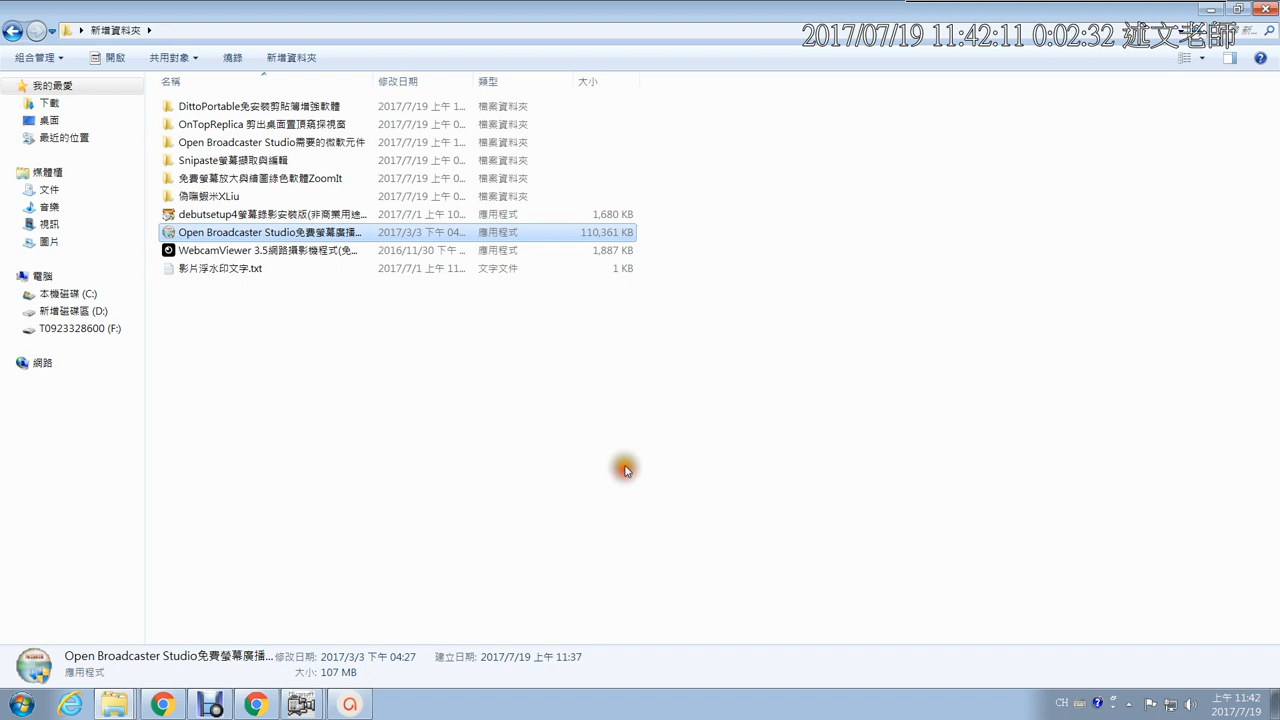 新增資料夾
2017/07/19 11:42:11 0:02:32 述文老師
組合管理 開啟 共用對象 燒錄 新增資料夾
名稱 修改日期 類型 大小
我的最愛
下載
桌面
最近的位置
媒體櫃
文件
音樂
視訊
圖片
電腦
本機磁碟 (C:)
新增磁碟區 (D:)
T0923328600 (F:)
網路
DittoPortable免安裝剪貼簿增強軟體 2017/7/19 上午 1... 檔案資料夾
OnTopReplica 剪出桌面置頂窺探視窗 2017/7/19 上午 0... 檔案資料夾
Open Broadcaster Studio需要的微軟元件 2017/7/19 上午 1... 檔案資料夾
Snipaste螢幕擷取與編輯 2017/7/19 上午 0... 檔案資料夾
免費螢幕放大與繪圖綠色軟體ZoomIt 2017/7/19 上午 0... 檔案資料夾
偽嘸蝦米XLiu 2017/7/19 上午 0... 檔案資料夾
debutsetup4螢幕錄影安裝版(非商業用途... 2017/7/1 上午 10... 應用程式 1,680 KB
Open Broadcaster Studio免費螢幕廣播... 2017/3/3 下午 04... 應用程式 110,361 KB
WebcamViewer 3.5網路攝影機程式(免... 2016/11/30 下午 ... 應用程式 1,887 KB
影片浮水印文字.txt 2017/7/1 上午 11... 文字文件 1 KB
Open Broadcaster Studio免費螢幕廣播... 修改日期: 2017/3/3 下午 04:27 建立日期: 2017/7/19 上午 11:37
應用程式 大小: 107 MB
CH 上午 11:42
2017/7/19